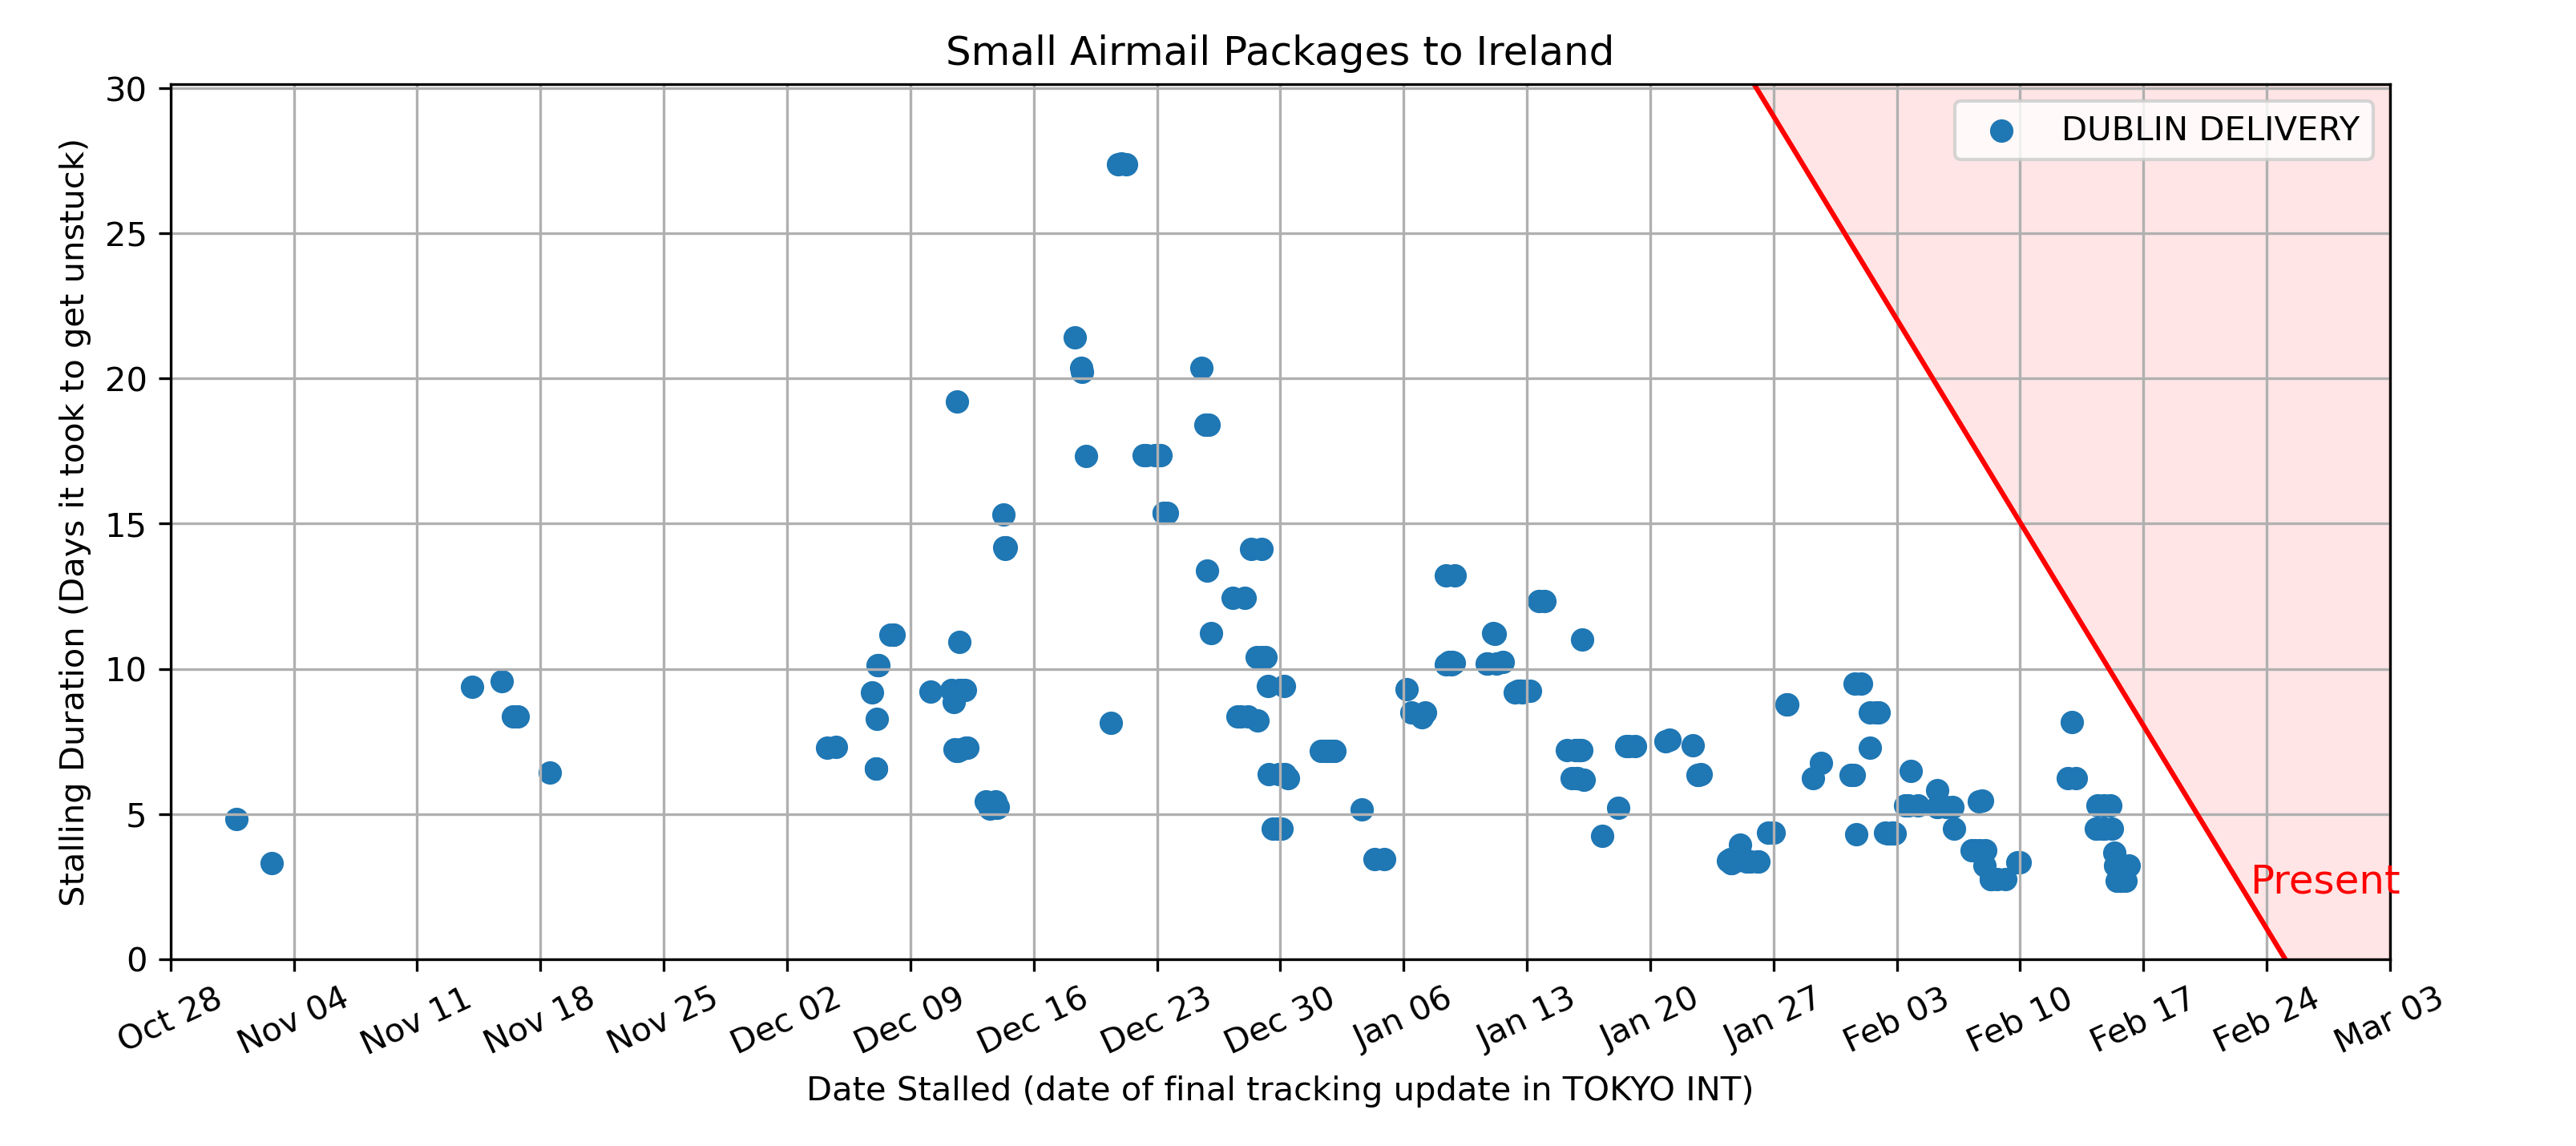 Small Airmail Packages to Ireland
DUBLIN DELIVERY
Present
Stalling Duration (Days it took to get unstuck)
30
25
20
15
10
5
0
Oct 28
Nov 04
Nov 11
Nov 18
Nov 25
Dec 02
Dec 09
Dec 16
Dec 23
Dec 30
Jan 06
Jan 13
Jan 20
Jan 27
Feb 03
Feb 10
Feb 17
Feb 24
Mar 03
Date Stalled (date of final tracking update in TOKYO INT)